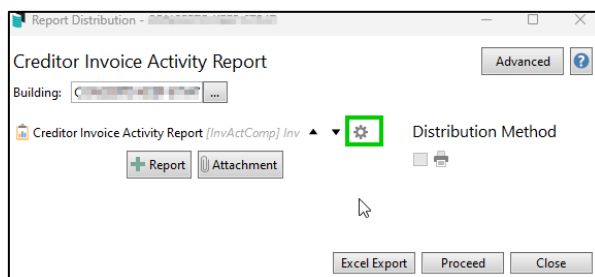 Report Distribution -
Creditor Invoice Activity Report
Advanced
?
Building:
...
Creditor Invoice Activity Report [InvActComp] Inv
Distribution Method
Report
Attachment
Excel Export
Proceed
Close